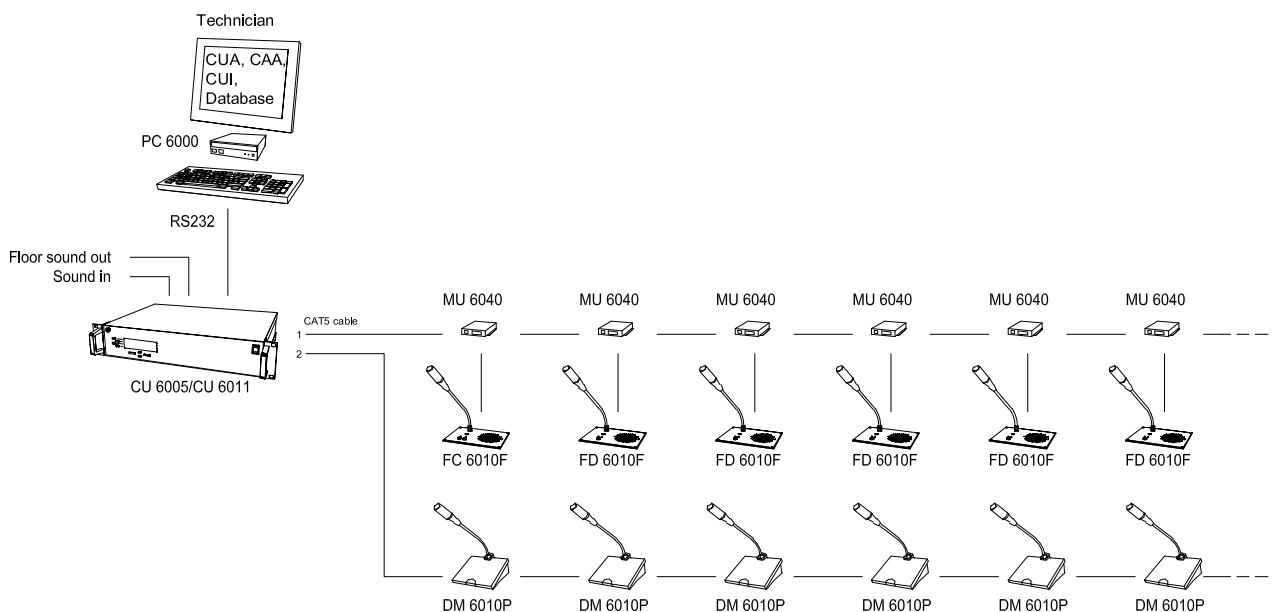 Technician
CUA, CAA,
CUI,
Database
PC 6000
RS232
Floor sound out
Sound in
CAT5 cable
1
2
CU 6005/CU 6011
MU 6040 MU 6040 MU 6040 MU 6040 MU 6040 MU 6040
FC 6010F FD 6010F FD 6010F FD 6010F FD 6010F FD 6010F
DM 6010P DM 6010P DM 6010P DM 6010P DM 6010P DM 6010P